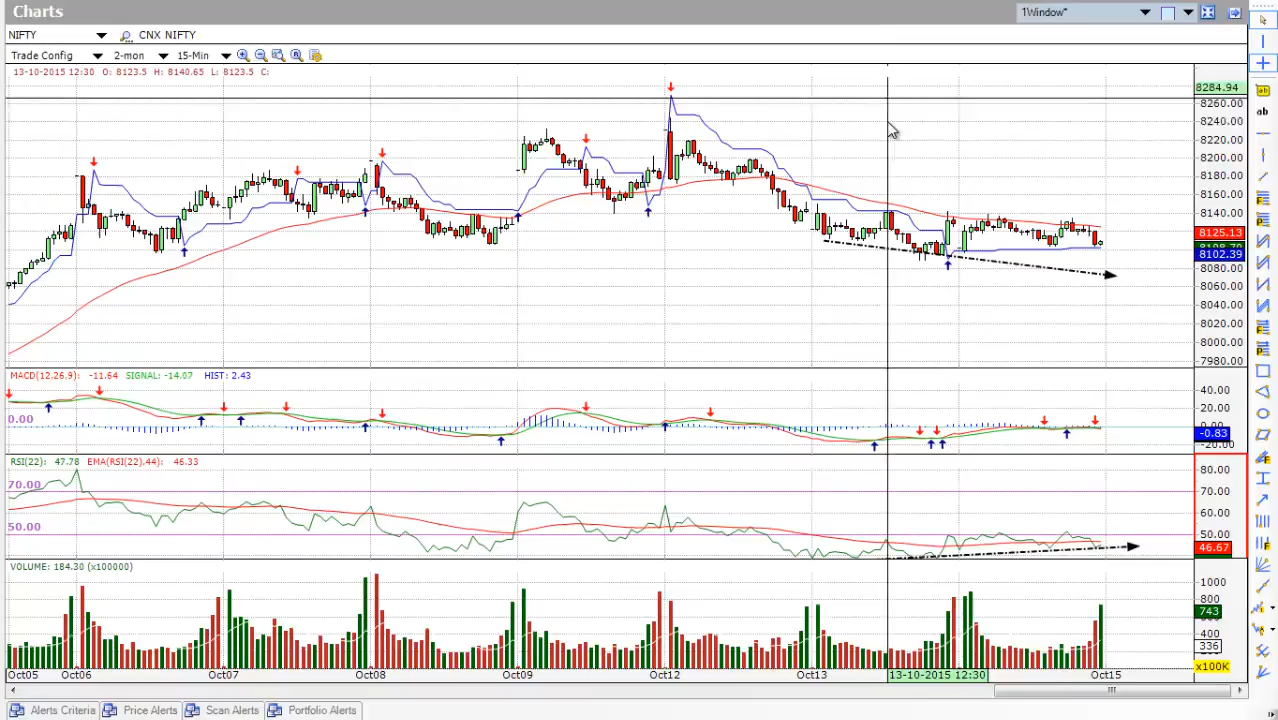 Charts
1Window*
NIFTY CNX NIFTY
Trade Config 2-mon 15-Min
13-10-2015 12:30 O: 8123.5 H: 8140.65 L: 8123.5 C:
8284.94
8260.00
8240.00
8220.00
8200.00
8180.00
8160.00
8140.00
8125.13
8102.39
8080.00
8060.00
8040.00
8020.00
8000.00
7980.00
ab
ab
MACD(12.26,9): -11.64 SIGNAL: -14.07 HIST: 2.43
40.00
20.00
0.00
0.00
-0.83
-20.00
RSI(22): 47.78 EMA(RSI(22),44): 46.33
80.00
70.00
70.00
50.00
50.00
46.67
VOLUME: 184.30 (x100000)
1000
800
743
400
336
x100K
Oct05 Oct06 Oct07 Oct08 Oct09 Oct12 Oct13 13-10-2015 12:30 Oct15
Alerts Criteria Price Alerts Scan Alerts Portfolio Alerts